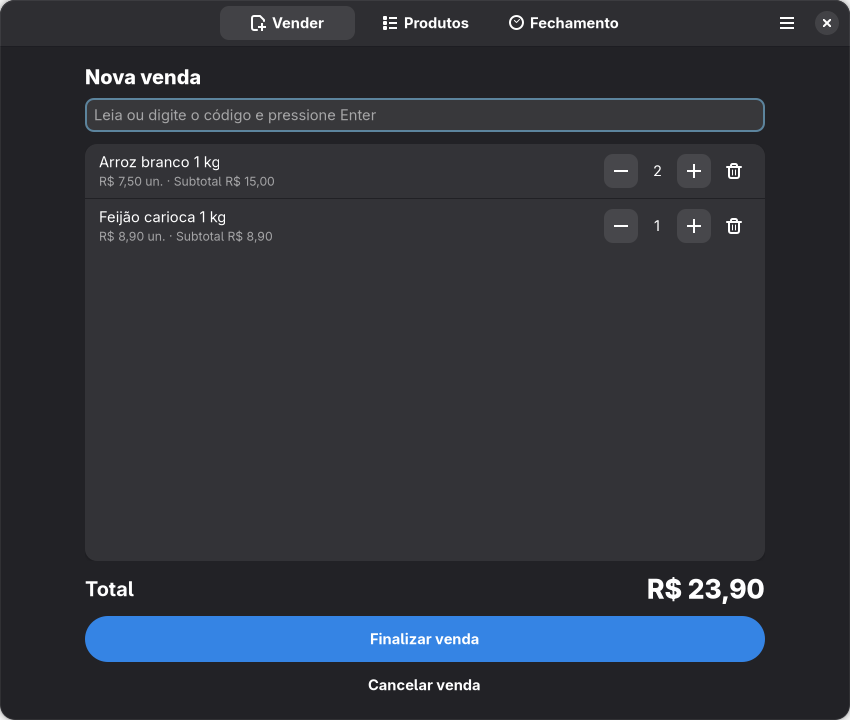 Vender
Produtos
Fechamento
Nova venda
Leia ou digite o código e pressione Enter
Arroz branco 1 kg
R$ 7,50 un. · Subtotal R$ 15,00
2
Feijão carioca 1 kg
R$ 8,90 un. · Subtotal R$ 8,90
1
Total
R$ 23,90
Finalizar venda
Cancelar venda